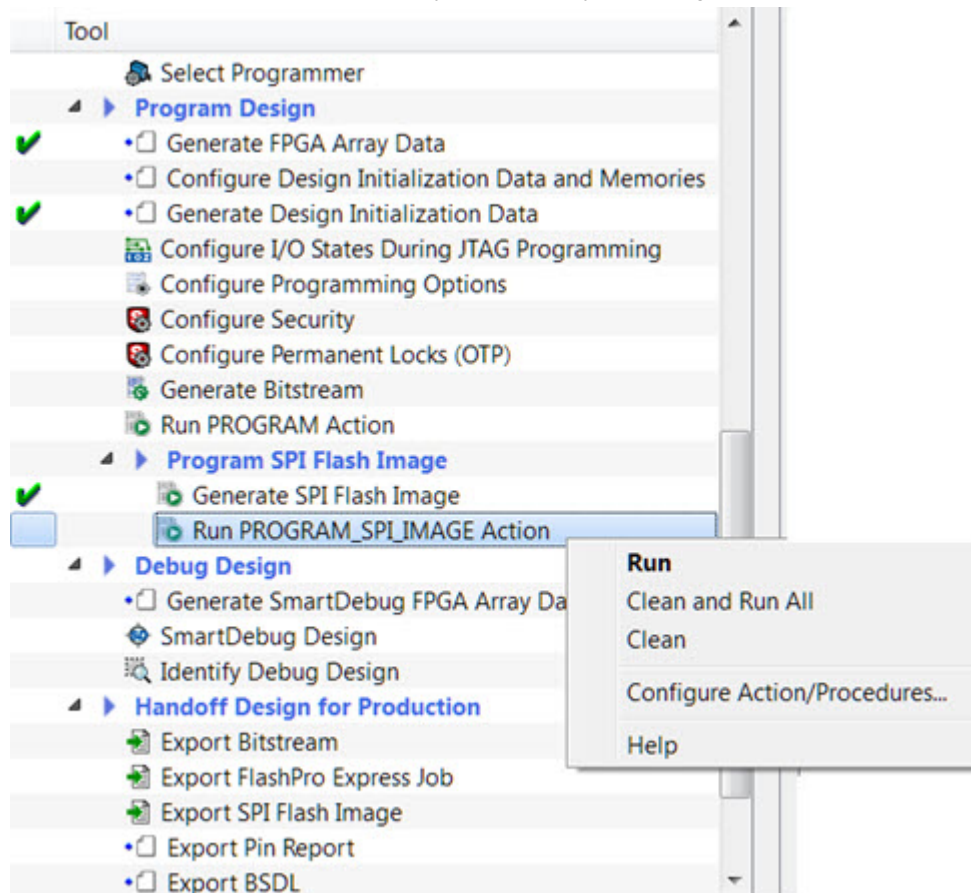 Tool
Select Programmer
Program Design
Generate FPGA Array Data
Configure Design Initialization Data and Memories
Generate Design Initialization Data
Configure I/O States During JTAG Programming
Configure Programming Options
Configure Security
Configure Permanent Locks (OTP)
Generate Bitstream
Run PROGRAM Action
Program SPI Flash Image
Generate SPI Flash Image
Run PROGRAM_SPI_IMAGE Action
Debug Design
Generate SmartDebug FPGA Array Da
SmartDebug Design
Identify Debug Design
Handoff Design for Production
Export Bitstream
Export FlashPro Express Job
Export SPI Flash Image
Export Pin Report
Export BSDL
Run
Clean and Run All
Clean
Configure Action/Procedures...
Help